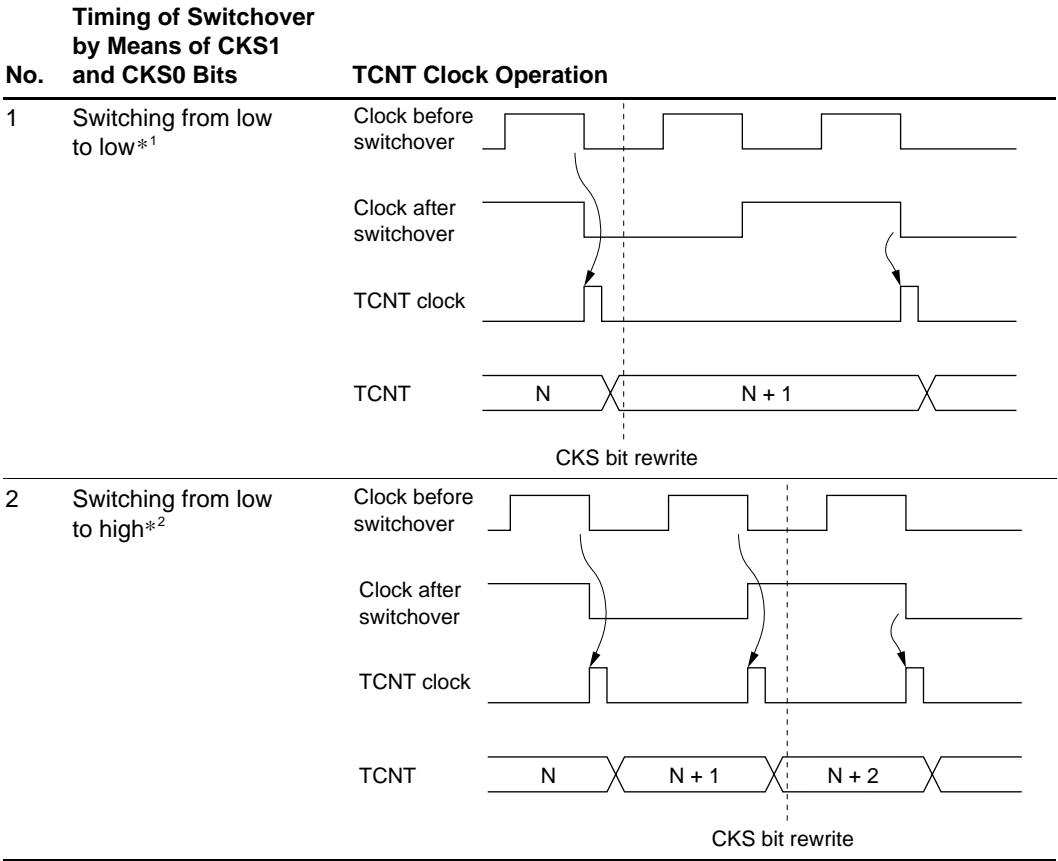 Timing of Switchover
by Means of CKS1
No. and CKS0 Bits TCNT Clock Operation
1 Switching from low
to low*1
Clock before
switchover
Clock after
switchover
TCNT clock
TCNT N N + 1
CKS bit rewrite
2 Switching from low
to high*2
Clock before
switchover
Clock after
switchover
TCNT clock
TCNT N N + 1 N + 2
CKS bit rewrite